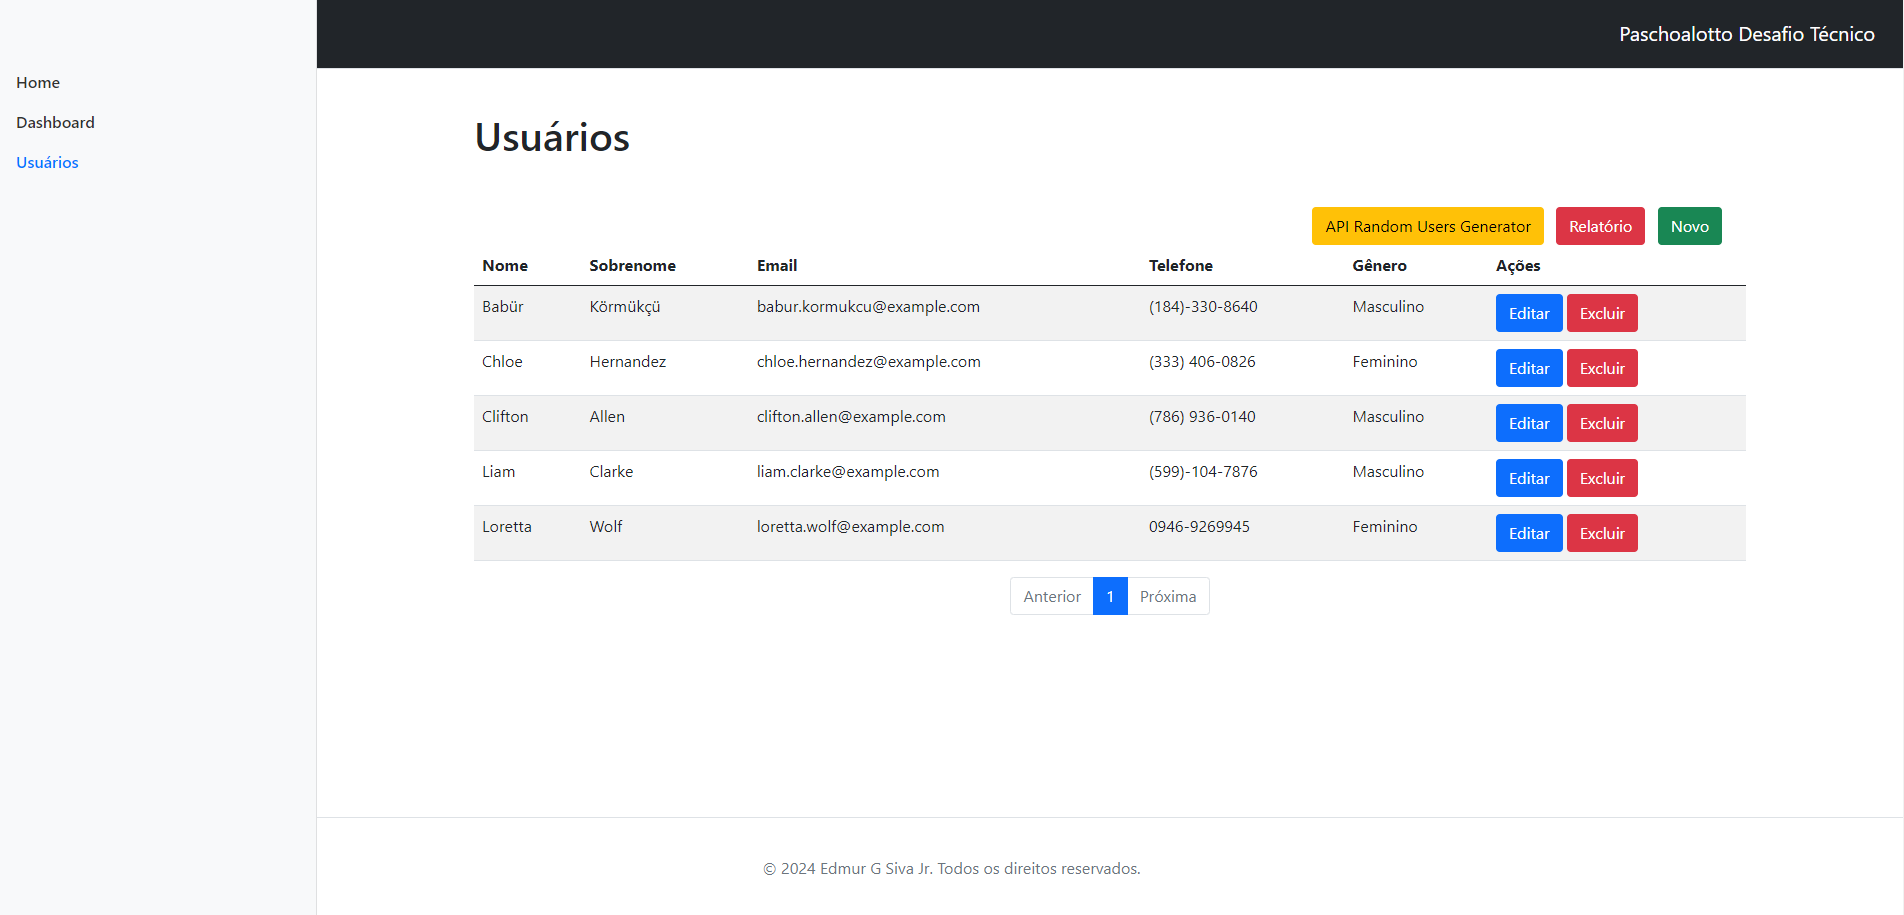 Paschoalotto Desafio Técnico
Home
Dashboard
Usuários
Usuários
API Random Users Generator Relatório Novo
Nome Sobrenome Email Telefone Gênero Ações
Babür Körmükçü babur.kormukcu@example.com (184)-330-8640 Masculino Editar Excluir
Chloe Hernandez chloe.hernandez@example.com (333) 406-0826 Feminino Editar Excluir
Clifton Allen clifton.allen@example.com (786) 936-0140 Masculino Editar Excluir
Liam Clarke liam.clarke@example.com (599)-104-7876 Masculino Editar Excluir
Loretta Wolf loretta.wolf@example.com 0946-9269945 Feminino Editar Excluir
Anterior 1 Próxima
© 2024 Edmur G Siva Jr. Todos os direitos reservados.